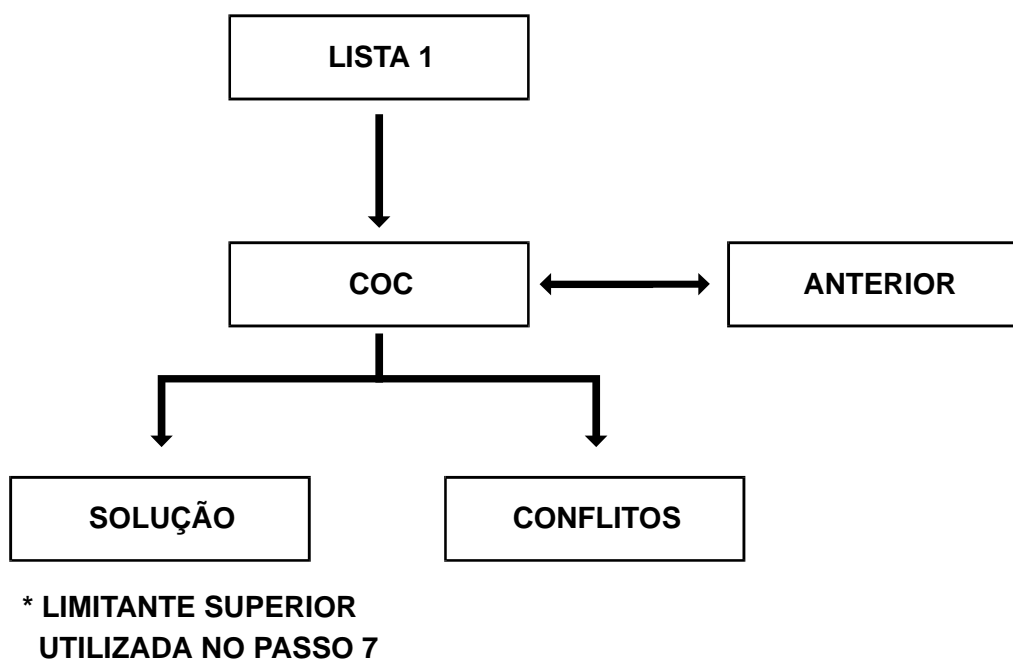 LISTA 1
COC
ANTERIOR
SOLUÇÃO
CONFLITOS
* LIMITANTE SUPERIOR
UTILIZADA NO PASSO 7